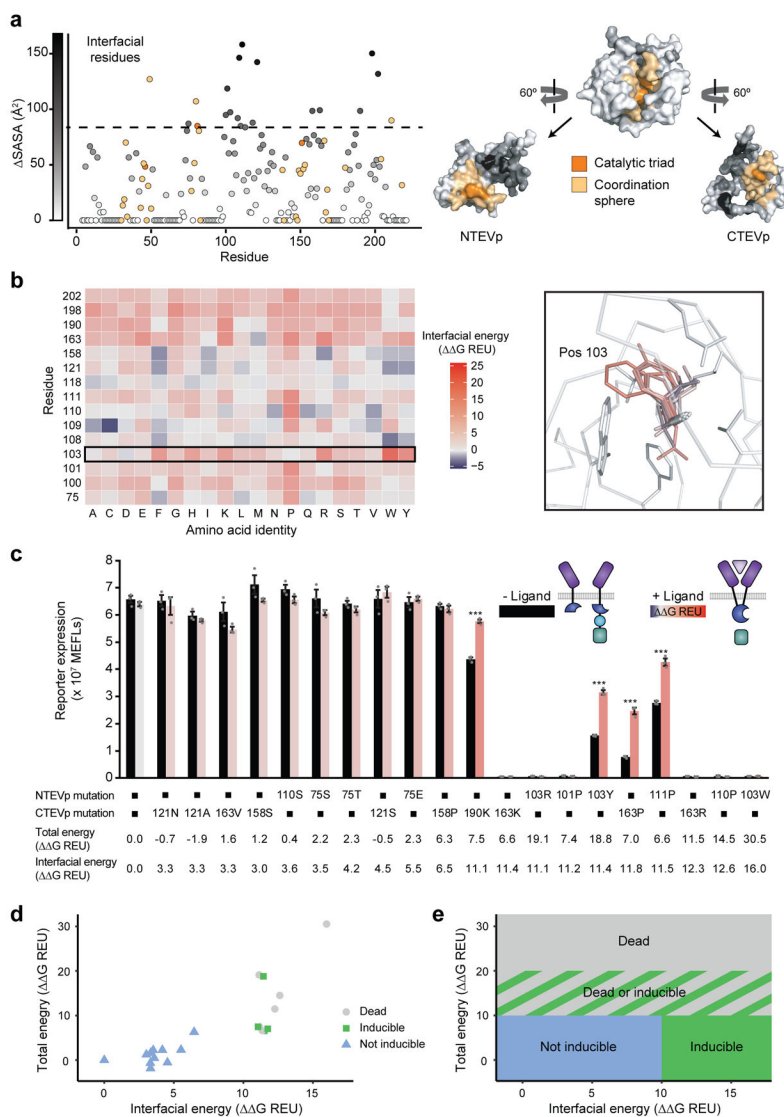 a
Interfacial residues
ΔSASA (Å²)
150
100
50
0
0 50 100 150 200
Residue
60° 60°
NTEVp
Catalytic triad
Coordination sphere
CTEVp
b
Residue
202
198
190
163
158
121
118
111
110
109
108
103
101
100
75
A C D E F G H I K L M N P Q R S T V W Y
Amino acid identity
Interfacial energy
(ΔΔG REU)
25
20
15
10
5
0
−5
Pos 103
c
Reporter expression
(x 10⁷ MEFLs)
8
7
6
5
4
3
2
1
0
*** *** *** ***
- Ligand
+ Ligand
ΔΔG REU
NTEVp mutation ■ ■ ■ ■ ■ 110S 75S 75T ■ 75E ■ ■ ■ 103R 101P 103Y ■ 111P ■ 110P 103W
CTEVp mutation ■ 121N 121A 163V 158S ■ ■ ■ 121S ■ 158P 190K 163K ■ ■ ■ 163P ■ 163R ■ ■
Total energy
(ΔΔG REU) 0.0 -0.7 -1.9 1.6 1.2 0.4 2.2 2.3 -0.5 2.3 6.3 7.5 6.6 19.1 7.4 18.8 7.0 6.6 11.5 14.5 30.5
Interfacial energy
(ΔΔG REU) 0.0 3.3 3.3 3.3 3.0 3.6 3.5 4.2 4.5 5.5 6.5 11.1 11.4 11.1 11.2 11.4 11.8 11.5 12.3 12.6 16.0
d
Total enegry (ΔΔG REU)
30
20
10
0
0 5 10 15
Interfacial energy (ΔΔG REU)
Dead
Inducible
Not inducible
e
Total energy (ΔΔG REU)
30
20
10
0
Dead
Dead or inducible
Not inducible
Inducible
0 5 10 15
Interfacial energy (ΔΔG REU)